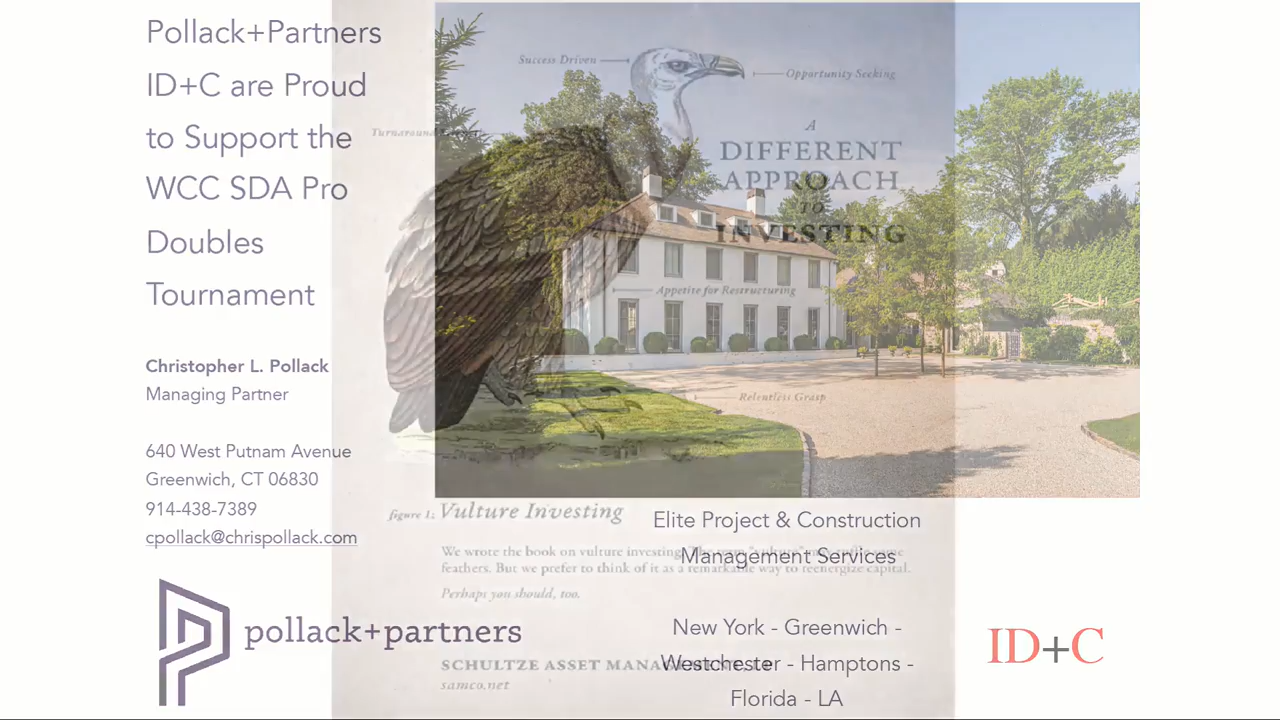 Pollack+Partners
ID+C are Proud
to Support the
WCC SDA Pro
Doubles
Tournament
Christopher L. Pollack
Managing Partner
640 West Putnam Avenue
Greenwich, CT 06830
914-438-7389
cpollack@chrispollack.com
pollack+partners
Success Driven
Opportunity Seeking
Turnaround
A
DIFFERENT
APPROACH
TO
INVESTING
Appetite for Restructuring
Relentless Grasp
figure 1: Vulture Investing
We wrote the book on vulture investing.
feathers. But we prefer to think of it as a remarkable way to reenergize capital.
Perhaps you should, too.
SCHULTZE ASSET MANAGEMENT
samco.net
Elite Project & Construction
Management Services
New York - Greenwich -
Westchester - Hamptons -
Florida - LA
ID+C